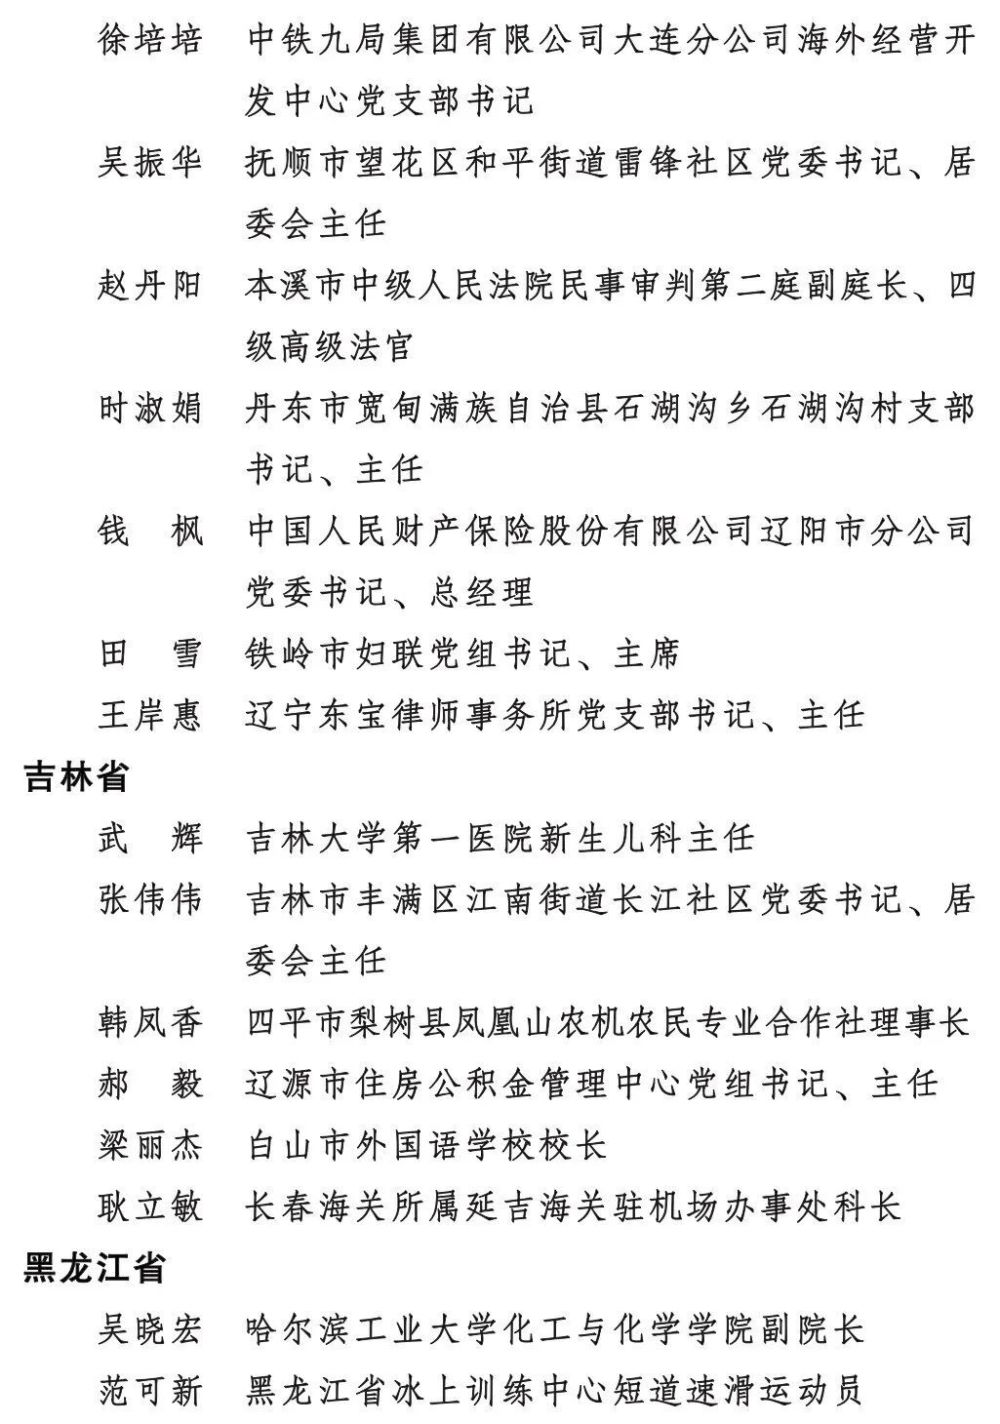 徐培培 中铁九局集团有限公司大连分公司海外经营开
发中心党支部书记
吴振华 抚顺市望花区和平街道雷锋社区党委书记、居
委会主任
赵丹阳 本溪市中级人民法院民事审判第二庭副庭长、四
级高级法官
时淑娟 丹东市宽甸满族自治县石湖沟乡石湖沟村支部
书记、主任
钱 枫 中国人民财产保险股份有限公司辽阳市分公司
党委书记、总经理
田 雪 铁岭市妇联党组书记、主席
王岸惠 辽宁东宝律师事务所党支部书记、主任
吉林省
武 辉 吉林大学第一医院新生儿科主任
张伟伟 吉林市丰满区江南街道长江社区党委书记、居
委会主任
韩凤香 四平市梨树县凤凰山农机农民专业合作社理事长
郝 毅 辽源市住房公积金管理中心党组书记、主任
梁丽杰 白山市外国语学校校长
耿立敏 长春海关所属延吉海关驻机场办事处科长
黑龙江省
吴晓宏 哈尔滨工业大学化工与化学学院副院长
范可新 黑龙江省冰上训练中心短道速滑运动员